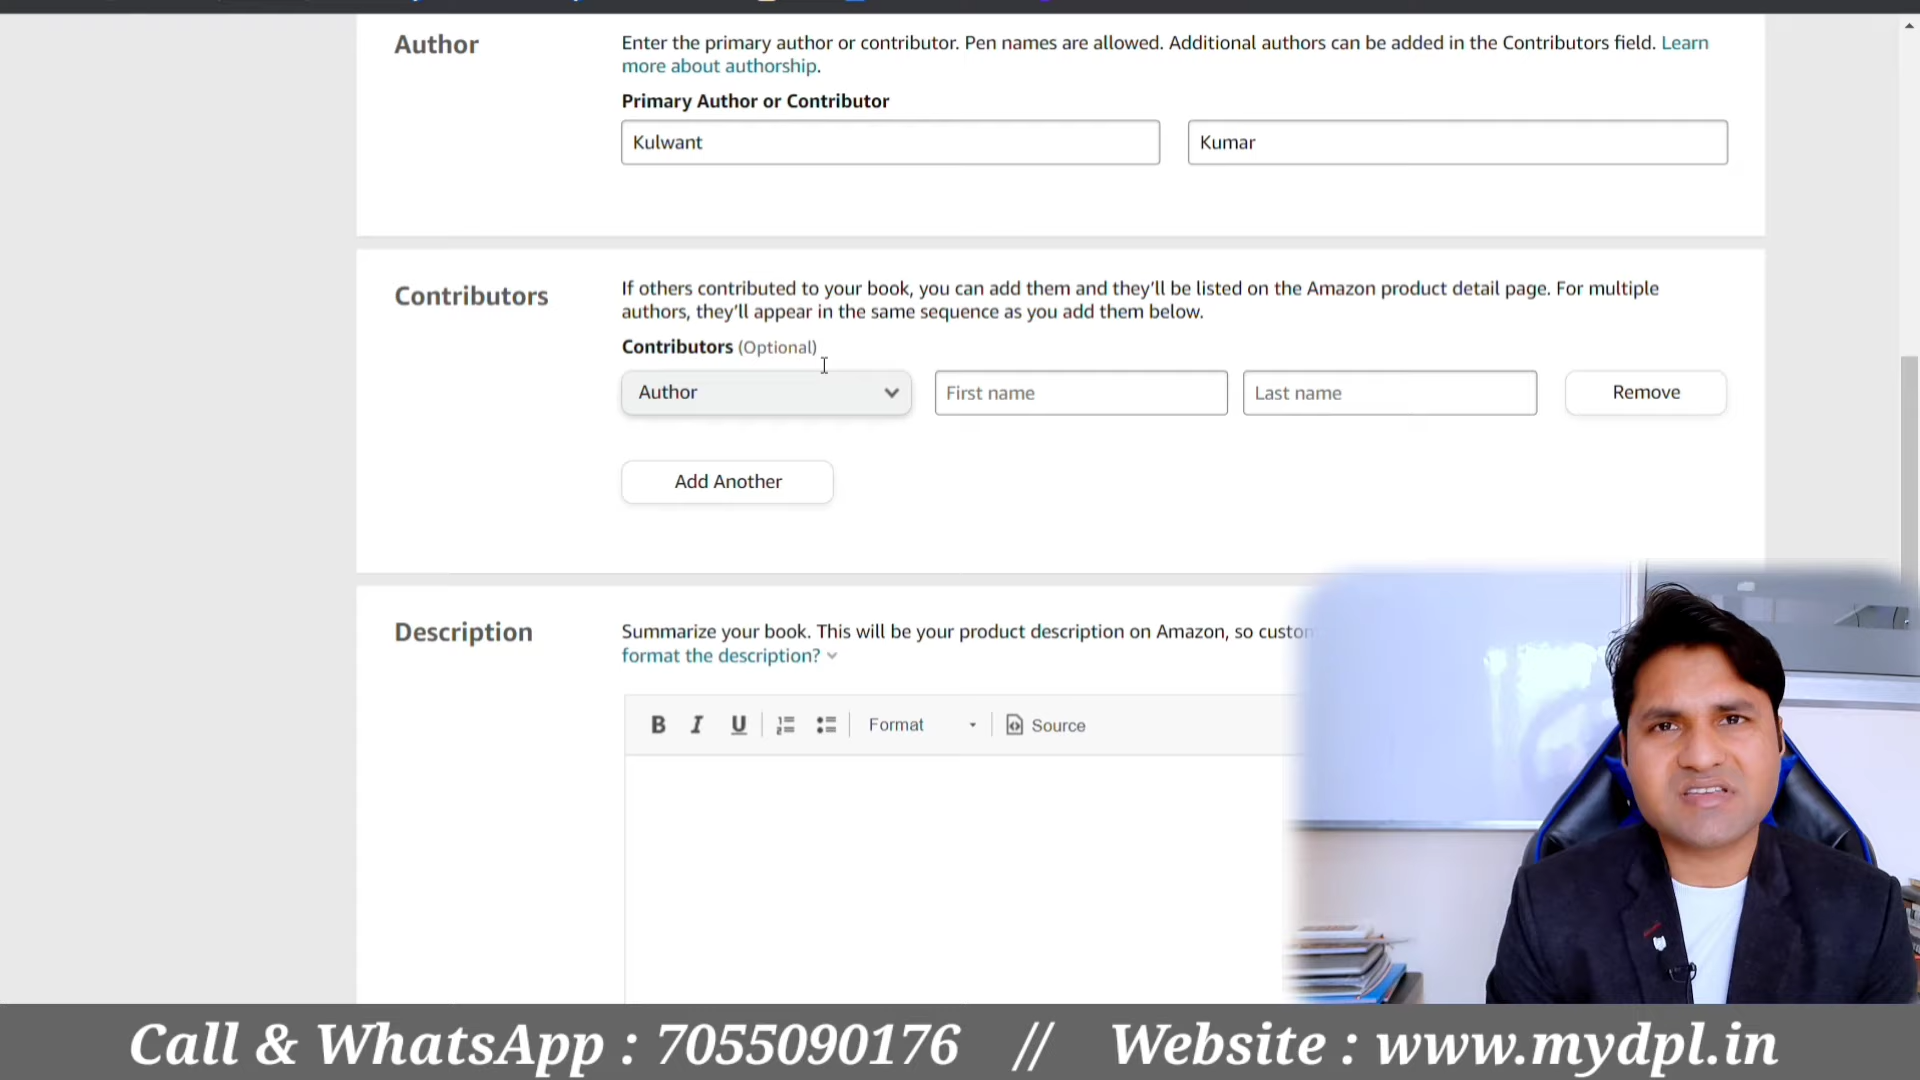 Author
Enter the primary author or contributor. Pen names are allowed. Additional authors can be added in the Contributors field. Learn
more about authorship.
Primary Author or Contributor
Kulwant
Kumar
Contributors
If others contributed to your book, you can add them and they’ll be listed on the Amazon product detail page. For multiple
authors, they’ll appear in the same sequence as you add them below.
Contributors (Optional)
Author
First name
Last name
Remove
Add Another
Description
Summarize your book. This will be your product description on Amazon, so
format the description?
B I U Format Source
Call & WhatsApp : 7055090176 // Website : www.mydpl.in